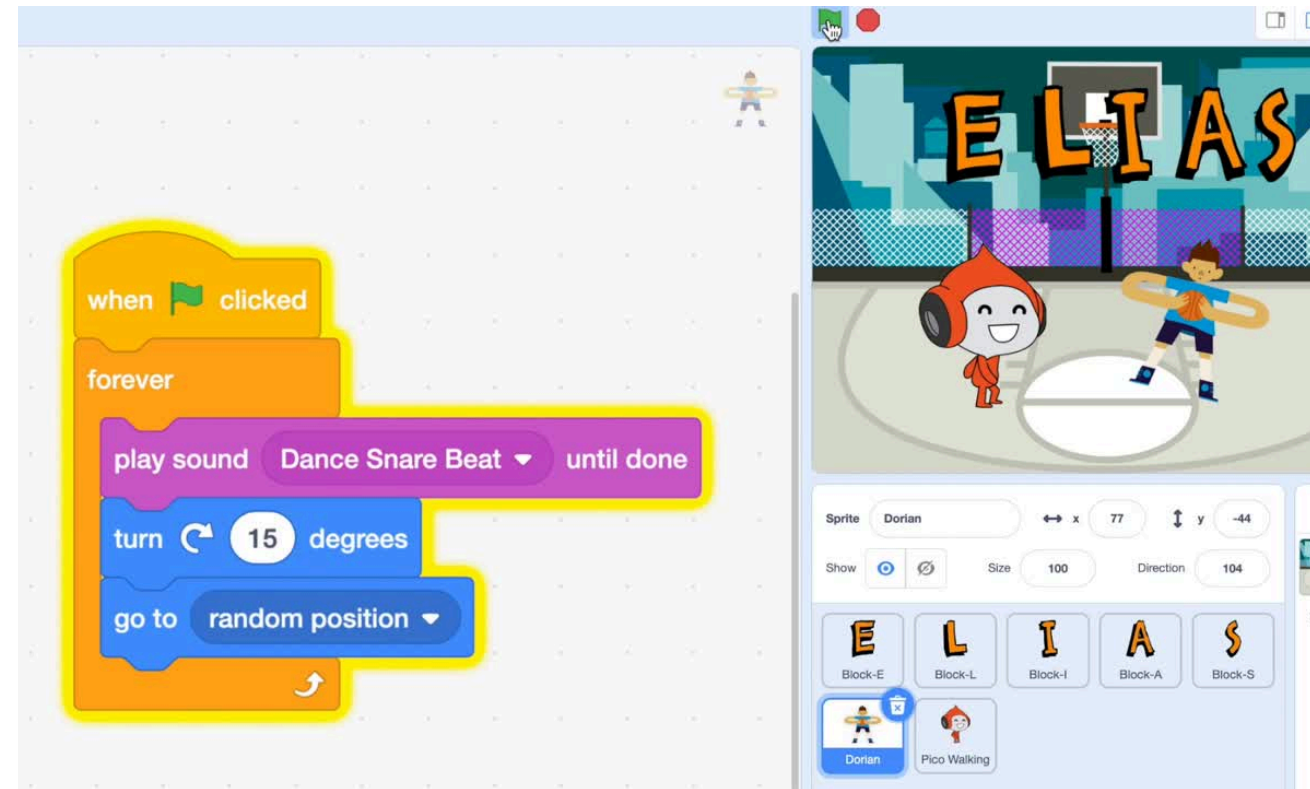 when clicked
forever
play sound Dance Snare Beat until done
turn 15 degrees
go to random position
ELIAS
Sprite Dorian x 77 y -44
Show Size 100 Direction 104
E L I A S
Block-E Block-L Block-I Block-A Block-S
Dorian Pico Walking